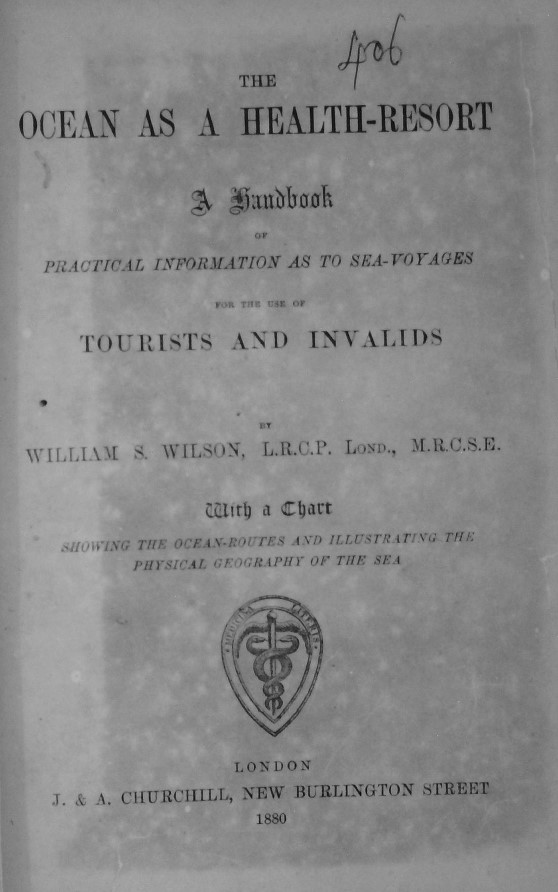 406
THE
OCEAN AS A HEALTH-RESORT
A Handbook
OF
PRACTICAL INFORMATION AS TO SEA-VOYAGES
FOR THE USE OF
TOURISTS AND INVALIDS
BY
WILLIAM S. WILSON, L.R.C.P. LOND., M.R.C.S.E.
With a Chart
SHOWING THE OCEAN-ROUTES AND ILLUSTRATING THE
PHYSICAL GEOGRAPHY OF THE SEA
MEDICINA LITERIS
LONDON
J. & A. CHURCHILL, NEW BURLINGTON STREET
1880